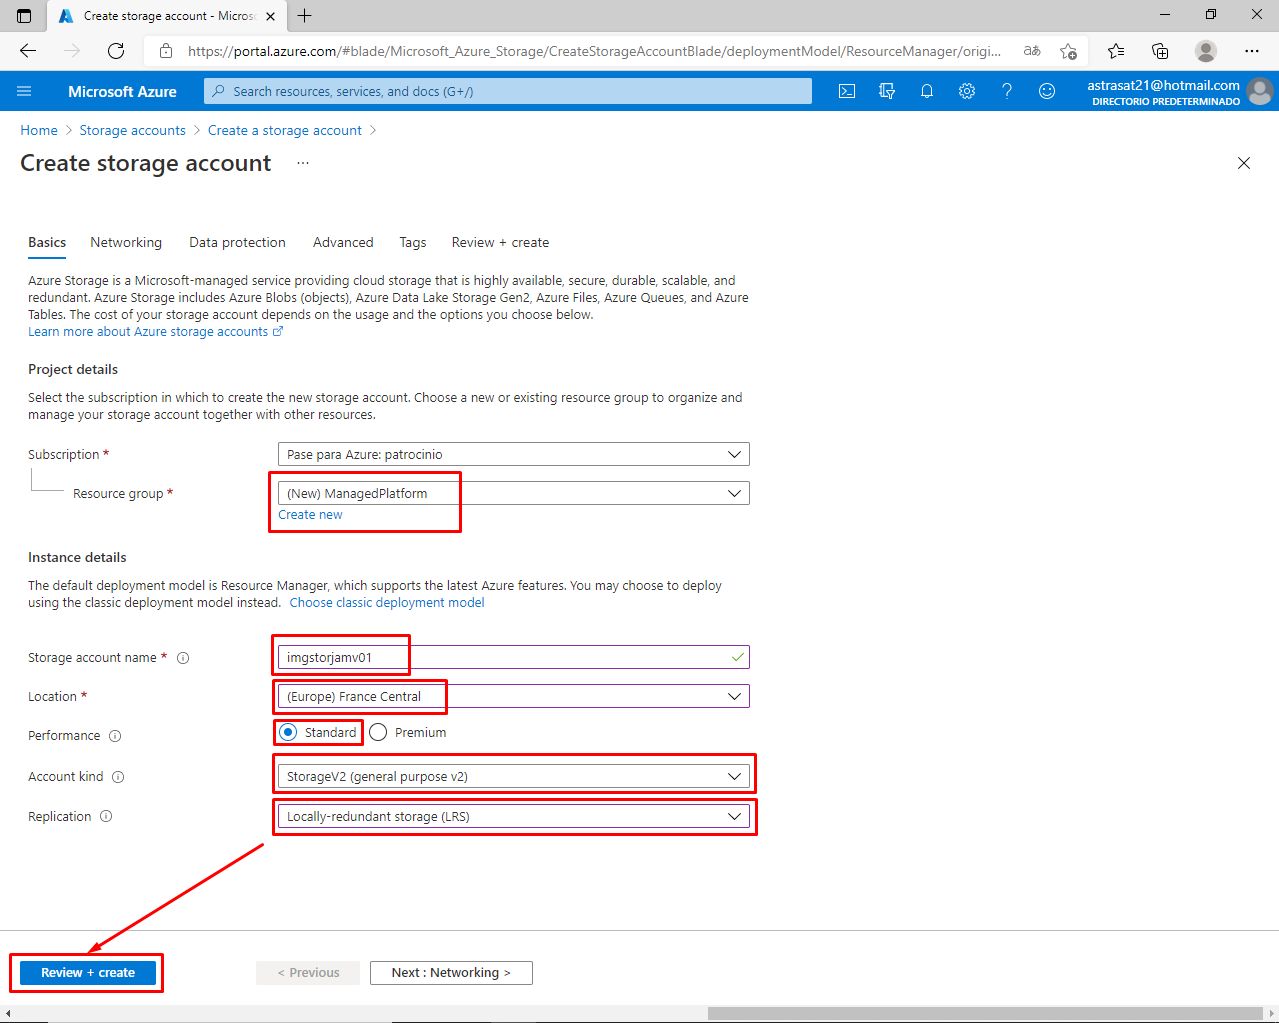 Create storage account - Microso
https://portal.azure.com/#blade/Microsoft_Azure_Storage/CreateStorageAccountBlade/deploymentModel/ResourceManager/origi...
aあ
Microsoft Azure
Search resources, services, and docs (G+/)
astrasat21@hotmail.com
DIRECTORIO PREDETERMINADO
Home > Storage accounts > Create a storage account >
Create storage account ...
Basics Networking Data protection Advanced Tags Review + create
Azure Storage is a Microsoft-managed service providing cloud storage that is highly available, secure, durable, scalable, and
redundant. Azure Storage includes Azure Blobs (objects), Azure Data Lake Storage Gen2, Azure Files, Azure Queues, and Azure
Tables. The cost of your storage account depends on the usage and the options you choose below.
Learn more about Azure storage accounts
Project details
Select the subscription in which to create the new storage account. Choose a new or existing resource group to organize and
manage your storage account together with other resources.
Subscription * Pase para Azure: patrocinio
Resource group * (New) ManagedPlatform
Create new
Instance details
The default deployment model is Resource Manager, which supports the latest Azure features. You may choose to deploy
using the classic deployment model instead. Choose classic deployment model
Storage account name * imgstorjamv01
Location * (Europe) France Central
Performance Standard Premium
Account kind StorageV2 (general purpose v2)
Replication Locally-redundant storage (LRS)
Review + create < Previous Next : Networking >